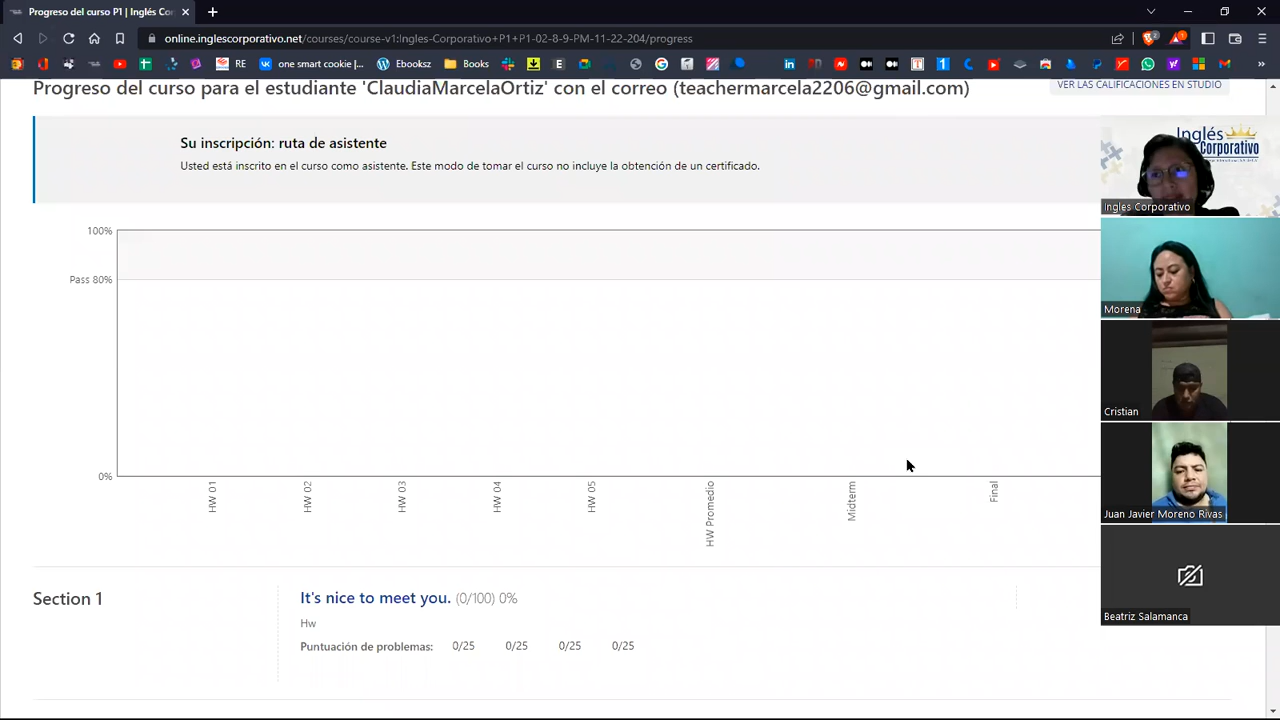 Progreso del curso P1 | Inglés Cor
online.inglescorporativo.net/courses/course-v1:Ingles-Corporativo+P1+P1-02-8-9-PM-11-22-204/progress
RE
one smart cookie |...
Ebooksz
Books
Progreso del curso para el estudiante 'ClaudiaMarcelaOrtiz' con el correo (teachermarcela2206@gmail.com)
VER LAS CALIFICACIONES EN STUDIO
Su inscripción: ruta de asistente
Usted está inscrito en el curso como asistente. Este modo de tomar el curso no incluye la obtención de un certificado.
100%
Pass 80%
0%
HW 01
HW 02
HW 03
HW 04
HW 05
HW Promedio
Midterm
Final
Section 1
It's nice to meet you. (0/100) 0%
Hw
Puntuación de problemas: 0/25 0/25 0/25 0/25
Inglés
Corporativo
Ingles Corporativo
Morena
Cristian
Juan Javier Moreno Rivas
Beatriz Salamanca